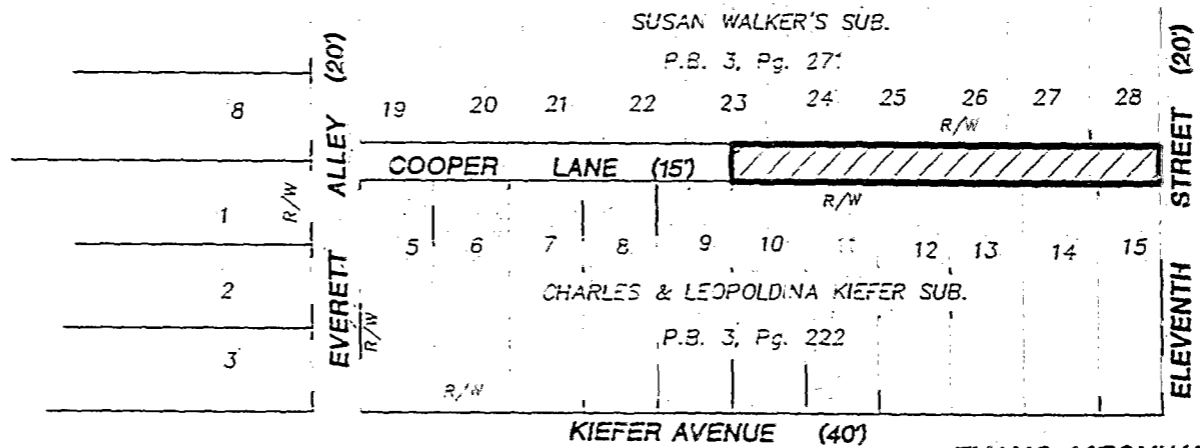 SUSAN WALKER'S SUB.
P.B. 3, Pg. 271
ALLEY (20')
STREET (20')
8 19 20 21 22 23 24 25 26 27 28
R/W
COOPER LANE (15')
R/W
R/W
1 5 6 7 8 9 10 11 12 13 14 15
2
CHARLES & LEOPOLDINA KIEFER SUB.
EVERETT
R/W
ELEVENTH
P.B. 3, Pg. 222
3
R/W
KIEFER AVENUE (40')